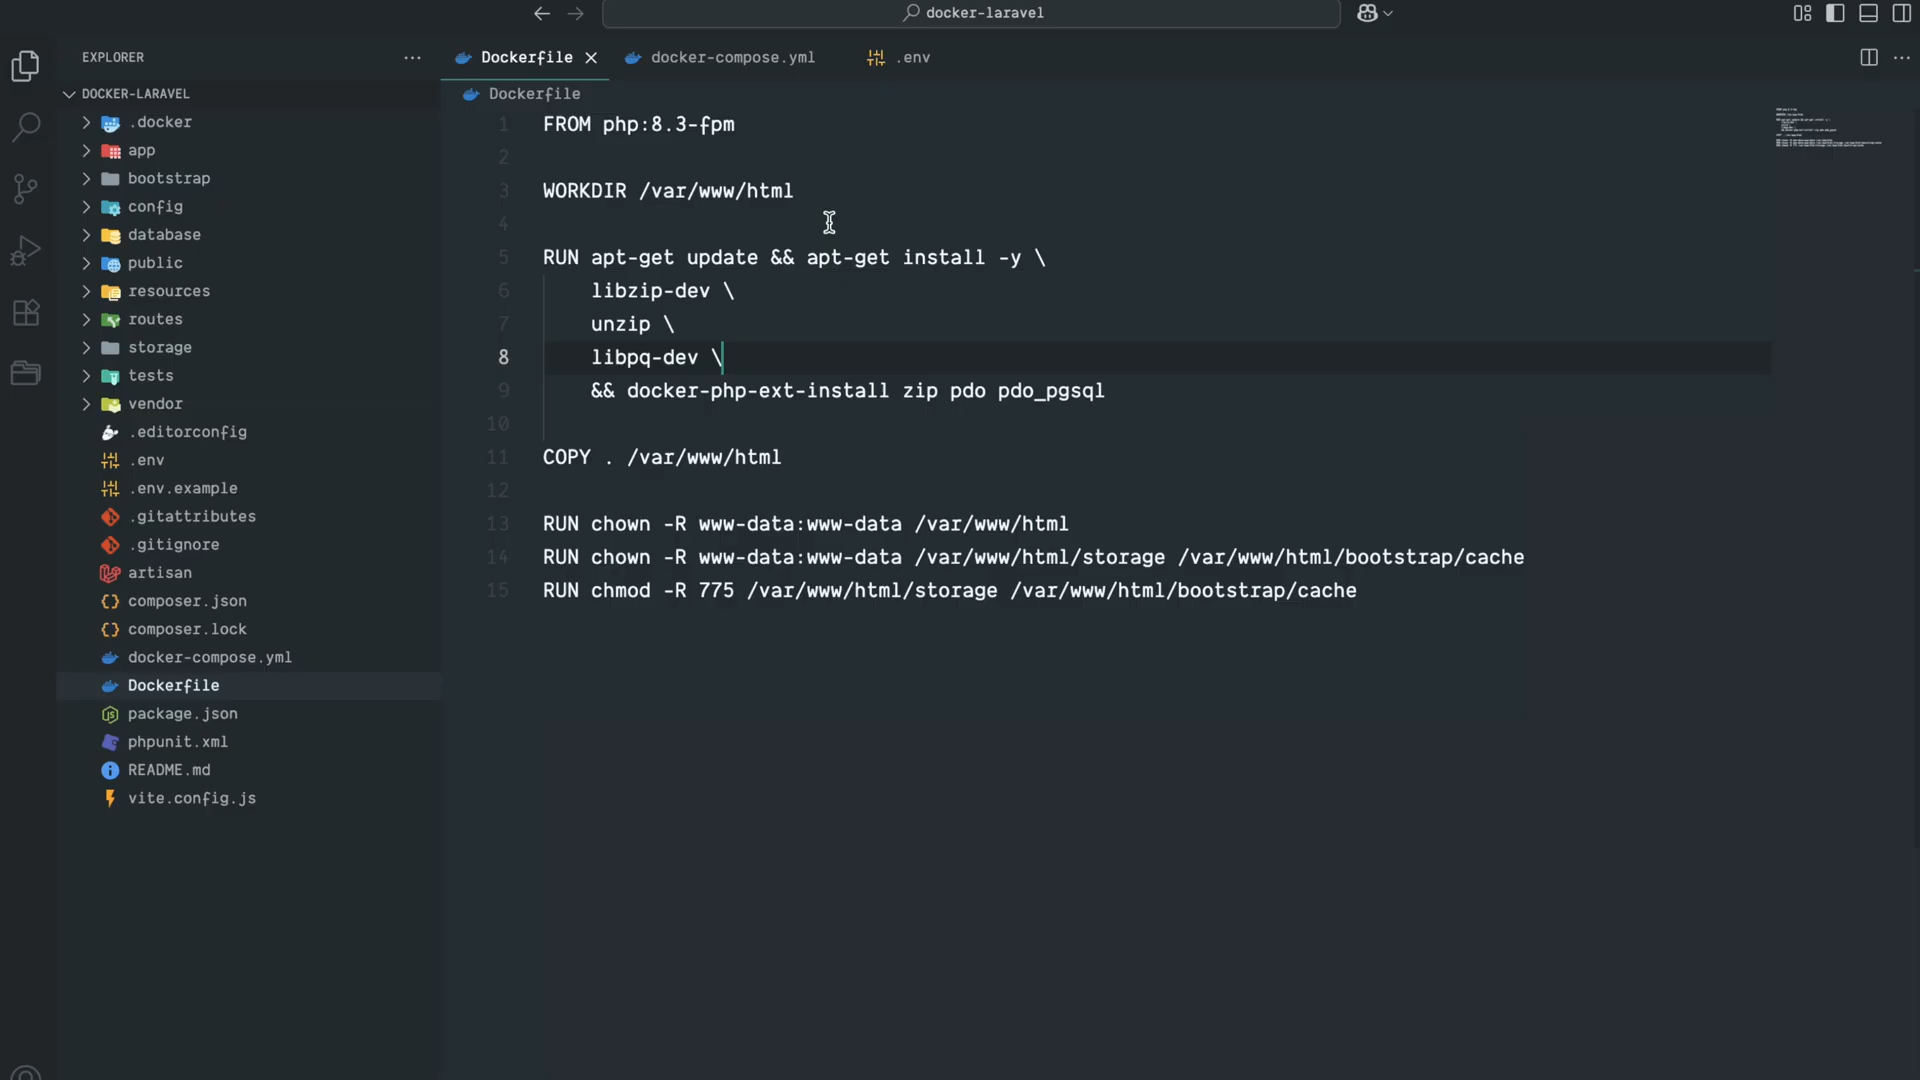 docker-laravel
EXPLORER
Dockerfile
docker-compose.yml
.env
DOCKER-LARAVEL
.docker
app
bootstrap
config
database
public
resources
routes
storage
tests
vendor
.editorconfig
.env
.env.example
.gitattributes
.gitignore
artisan
composer.json
composer.lock
docker-compose.yml
Dockerfile
package.json
phpunit.xml
README.md
vite.config.js
Dockerfile
1 FROM php:8.3-fpm
2
3 WORKDIR /var/www/html
4
5 RUN apt-get update && apt-get install -y \
6 libzip-dev \
7 unzip \
8 libpq-dev \
9 && docker-php-ext-install zip pdo pdo_pgsql
10
11 COPY . /var/www/html
12
13 RUN chown -R www-data:www-data /var/www/html
14 RUN chown -R www-data:www-data /var/www/html/storage /var/www/html/bootstrap/cache
15 RUN chmod -R 775 /var/www/html/storage /var/www/html/bootstrap/cache